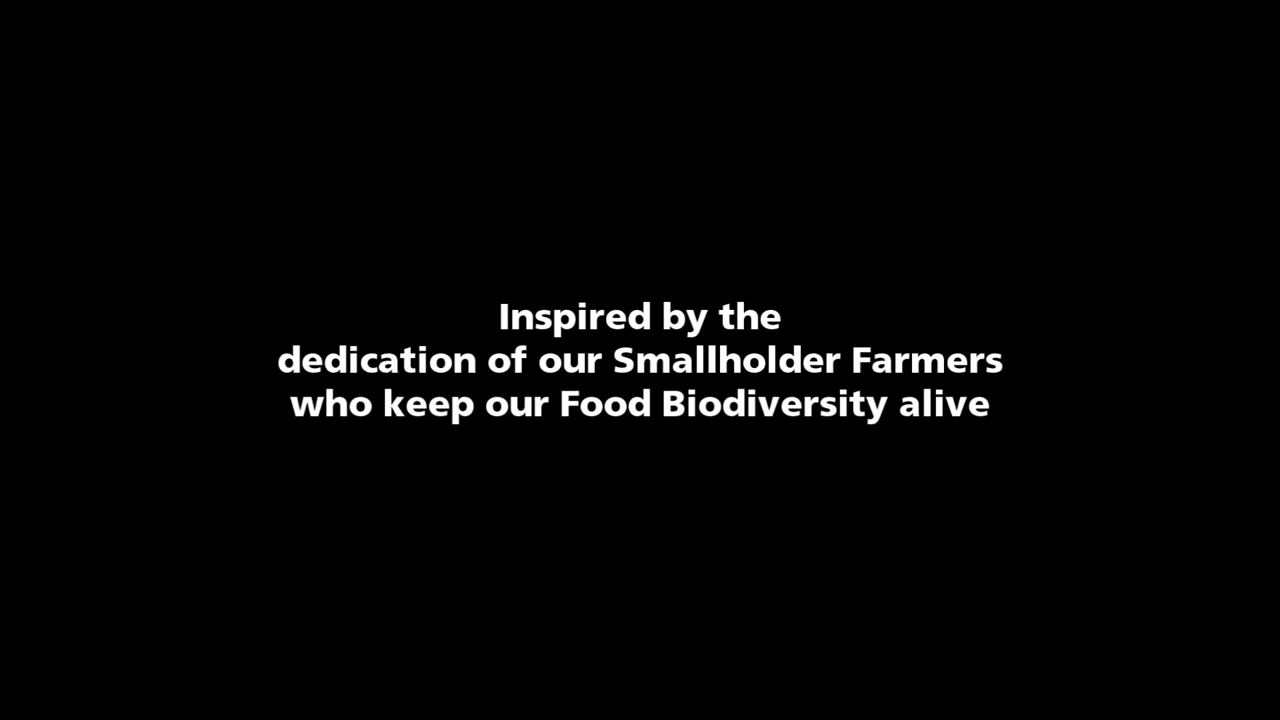 Inspired by the
dedication of our Smallholder Farmers
who keep our Food Biodiversity alive